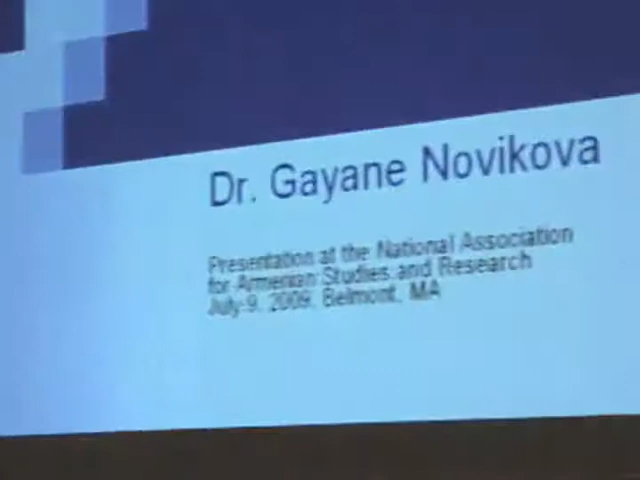 Dr. Gayane Novikova
Presentation at the National Association
for Armenian Studies and Research
July 9, 2009, Belmont, MA